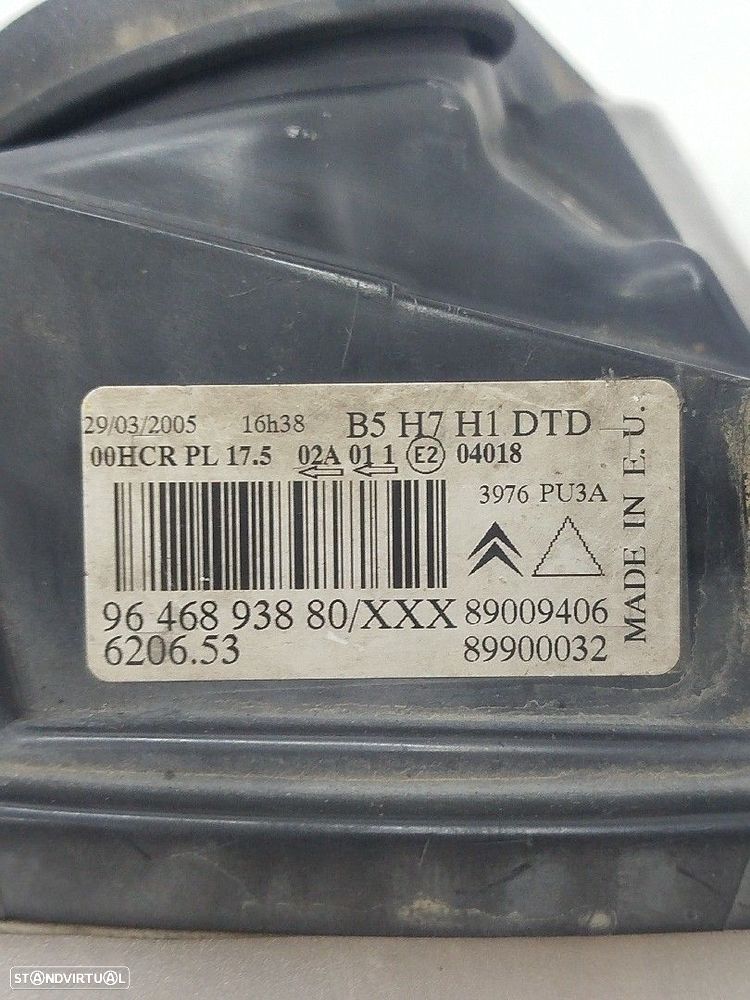 29/03/2005 16h38 B5 H7 H1 DTD
00HCR PL 17.5 02A 01 1 E2 04018
3976 PU3A
96 468 938 80/XXX 89009406
6206.53 89900032
MADE IN E.U.
STANDVIRTUAL